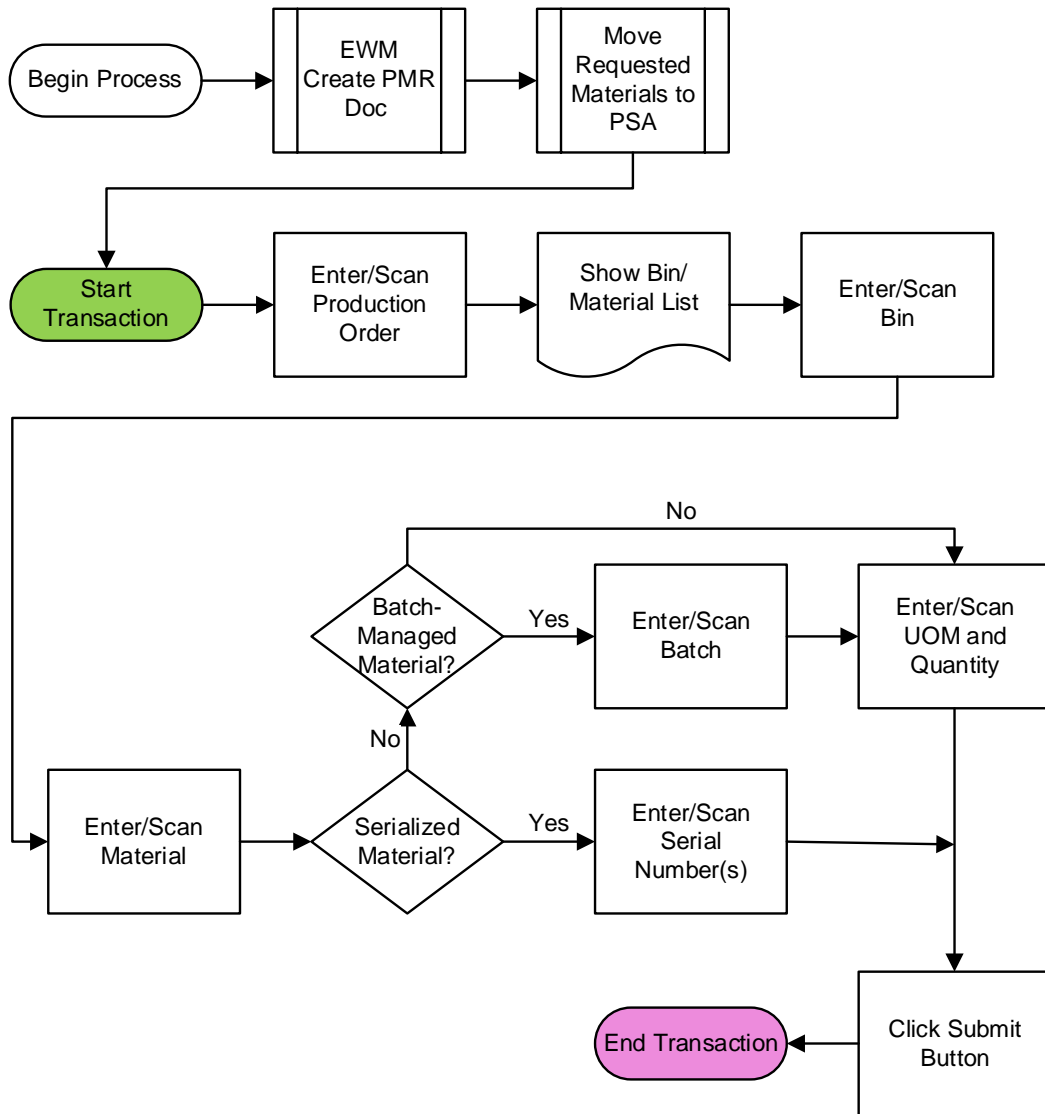 Begin Process
EWM
Create PMR
Doc
Move
Requested
Materials to
PSA
Start
Transaction
Enter/Scan
Production
Order
Show Bin/
Material List
Enter/Scan
Bin
No
Batch-
Managed
Material?
Yes
Enter/Scan
Batch
Enter/Scan
UOM and
Quantity
No
Enter/Scan
Material
Serialized
Material?
Yes
Enter/Scan
Serial
Number(s)
End Transaction
Click Submit
Button